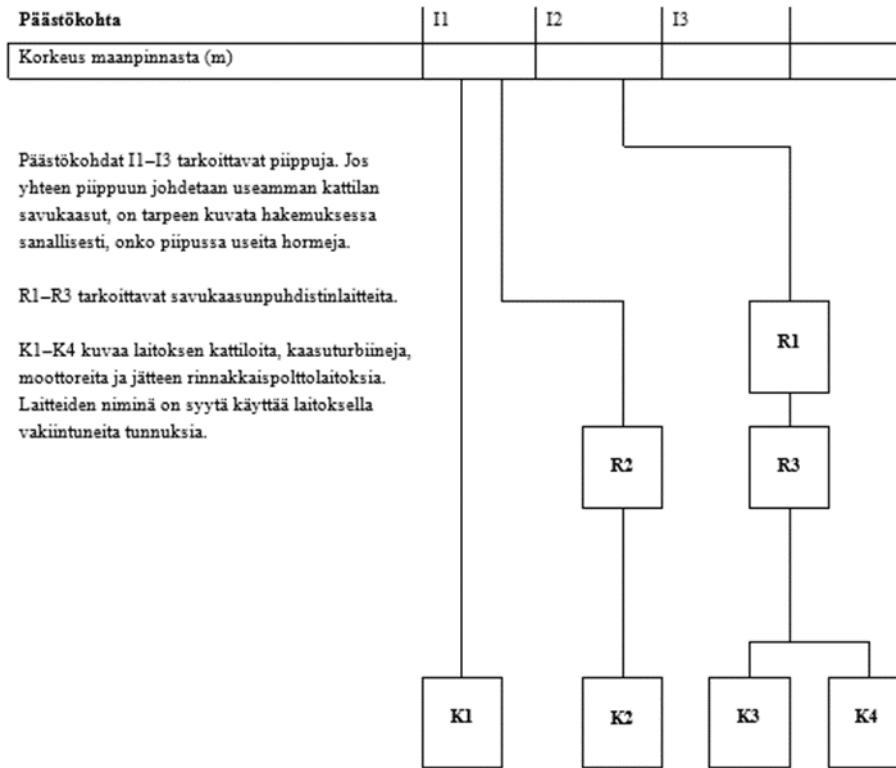 Päästökohta I1 I2 I3
Korkeus maanpinnasta (m)
Päästökohdat I1–I3 tarkoittavat piippuja. Jos
yhteen piippuun johdetaan useamman kattilan
savukaasut, on tarpeen kuvata hakemuksessa
sanallisesti, onko piipussa useita hormeja.
R1–R3 tarkoittavat savukaasunpuhdistinlaitteita.
K1–K4 kuvaa laitoksen kattiloita, kaasuturbiineja,
moottoreita ja jätteen rinnakkaispolttolaitoksia.
Laitteiden niminä on syytä käyttää laitoksella
vakiintuneita tunnuksia.
R1
R2 R3
K1 K2 K3 K4